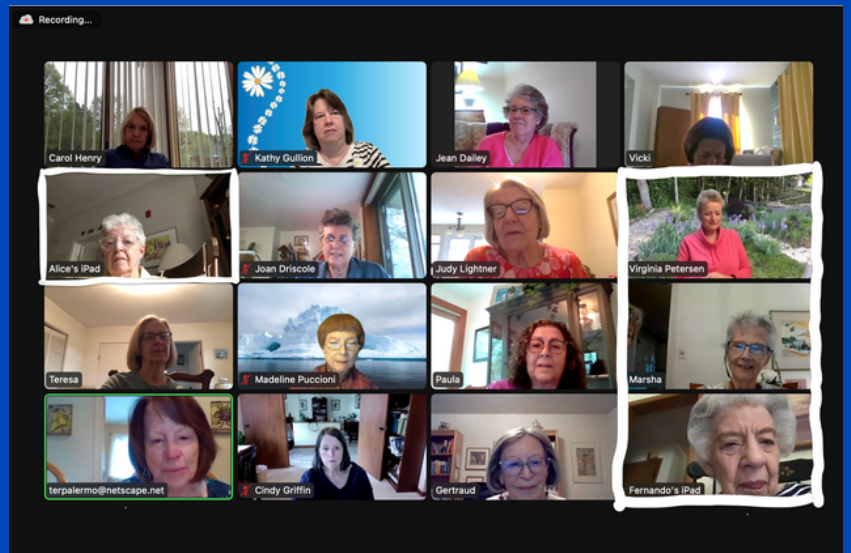 Recording...
Carol Henry
Kathy Gullion
Jean Dailey
Vicki
Alice's iPad
Joan Driscole
Judy Lightner
Virginia Petersen
Teresa
Madeline Puccioni
Paula
Marsha
terpalermo@netscape.net
Cindy Griffin
Gertraud
Fernando's iPad